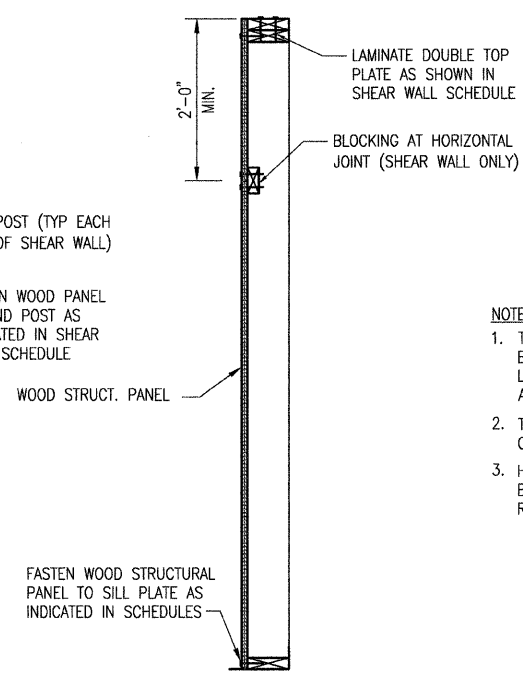 LAMINATE DOUBLE TOP
PLATE AS SHOWN IN
SHEAR WALL SCHEDULE
2'-0"
MIN.
BLOCKING AT HORIZONTAL
JOINT (SHEAR WALL ONLY)
POST (TYP EACH
OF SHEAR WALL)
WOOD PANEL
POST AS
IN SHEAR
SCHEDULE
WOOD STRUCT. PANEL
FASTEN WOOD STRUCTURAL
PANEL TO SILL PLATE AS
INDICATED IN SCHEDULES
NOTE
1.
2.
3.